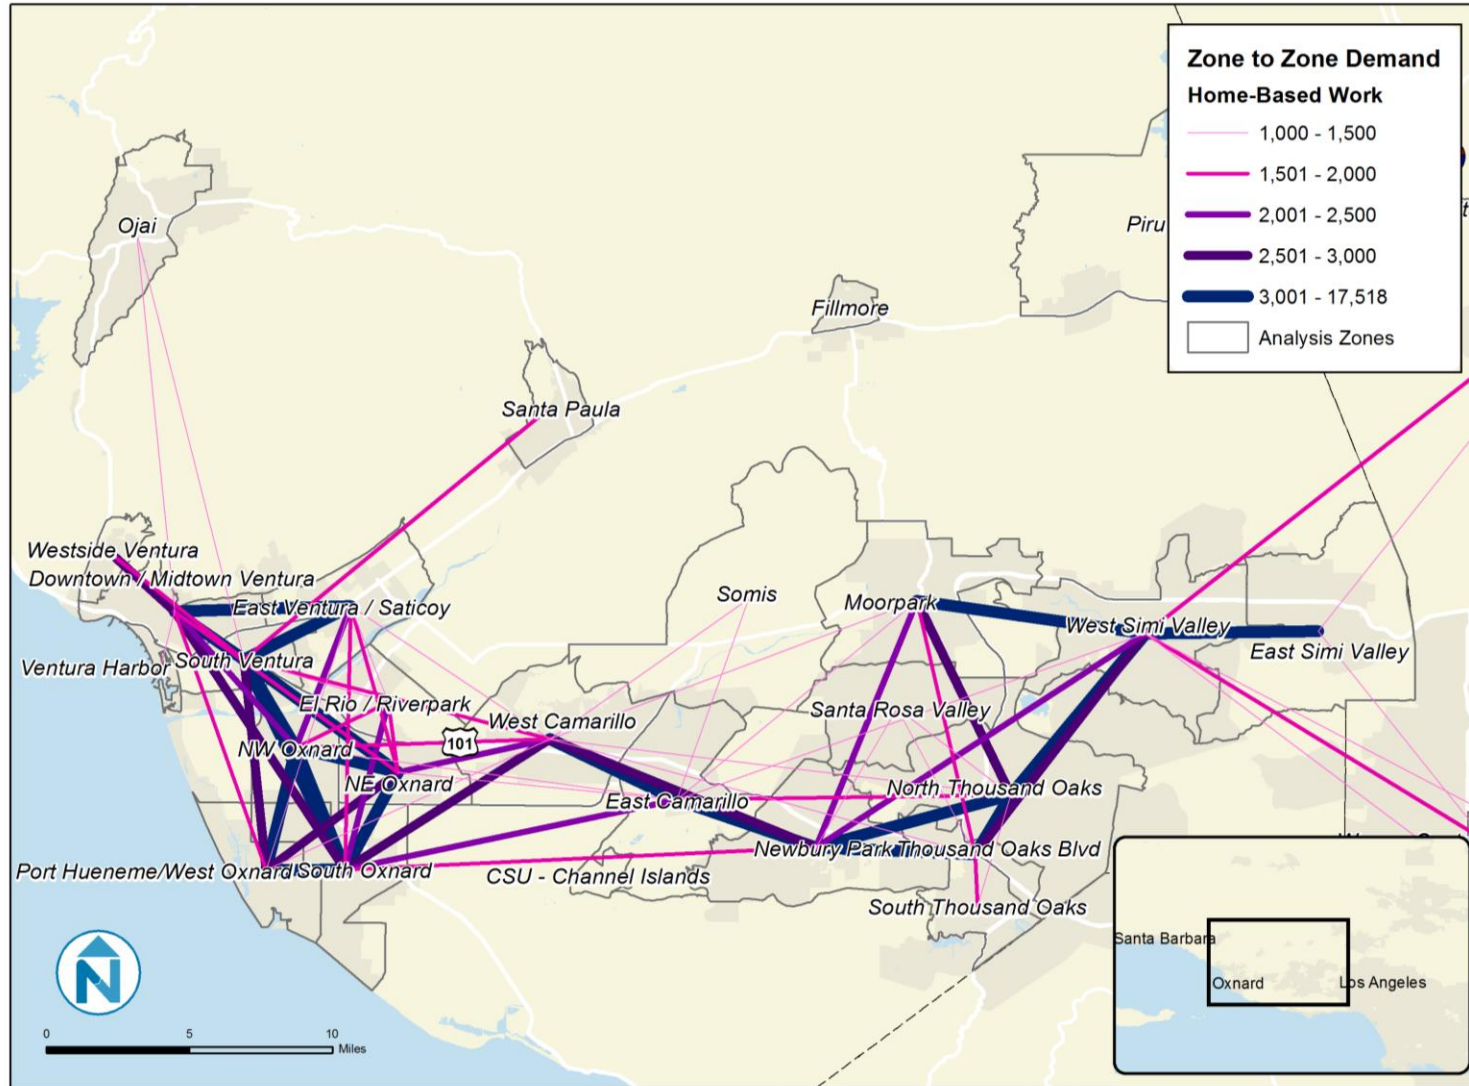 Zone to Zone Demand
Home-Based Work
1,000 - 1,500
1,501 - 2,000
2,001 - 2,500
2,501 - 3,000
3,001 - 17,518
Analysis Zones
Ojai
Piru
Fillmore
Santa Paula
Westside Ventura
Downtown / Midtown Ventura
East Ventura / Saticoy
Somis
Moorpark
West Simi Valley
East Simi Valley
Ventura Harbor
South Ventura
El Rio / Riverpark
West Camarillo
Santa Rosa Valley
NW Oxnard
101
NE Oxnard
East Camarillo
North Thousand Oaks
Newbury Park
Thousand Oaks Blvd
Port Hueneme/West Oxnard
South Oxnard
CSU - Channel Islands
South Thousand Oaks
N
0 5 10
Miles
Santa Barbara
Oxnard
Los Angeles